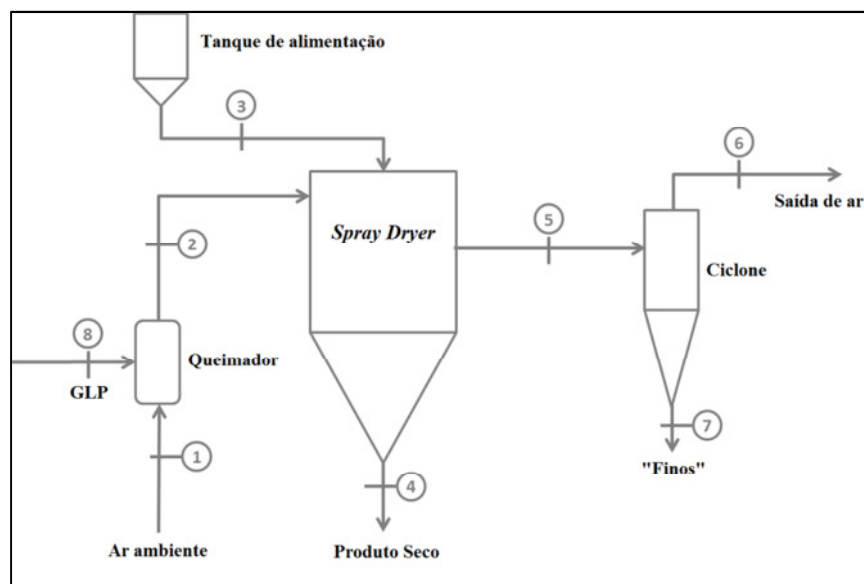 Tanque de alimentação
3
6
Saída de ar
5
Spray Dryer
2
Ciclone
8
Queimador
GLP
7
1
"Finos"
4
Ar ambiente
Produto Seco